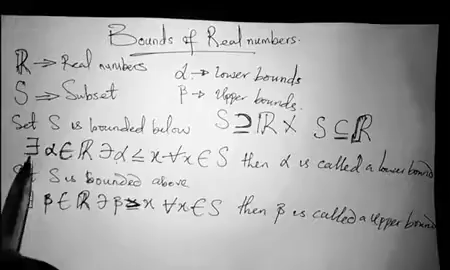 Bounds of Real numbers.
ℝ → Real numbers
α → Lower bounds
S ⇒ Subset
β → Upper bounds.
Set S is bounded below S ⊇ ℝ X S ⊆ ℝ
∃ α ∈ ℝ ∋ α ≤ x ∀ x ∈ S then α is called a lower bound
S is bounded above
β ∈ ℝ ∋ β ≥ x ∀ x ∈ S then β is called a Upper bound